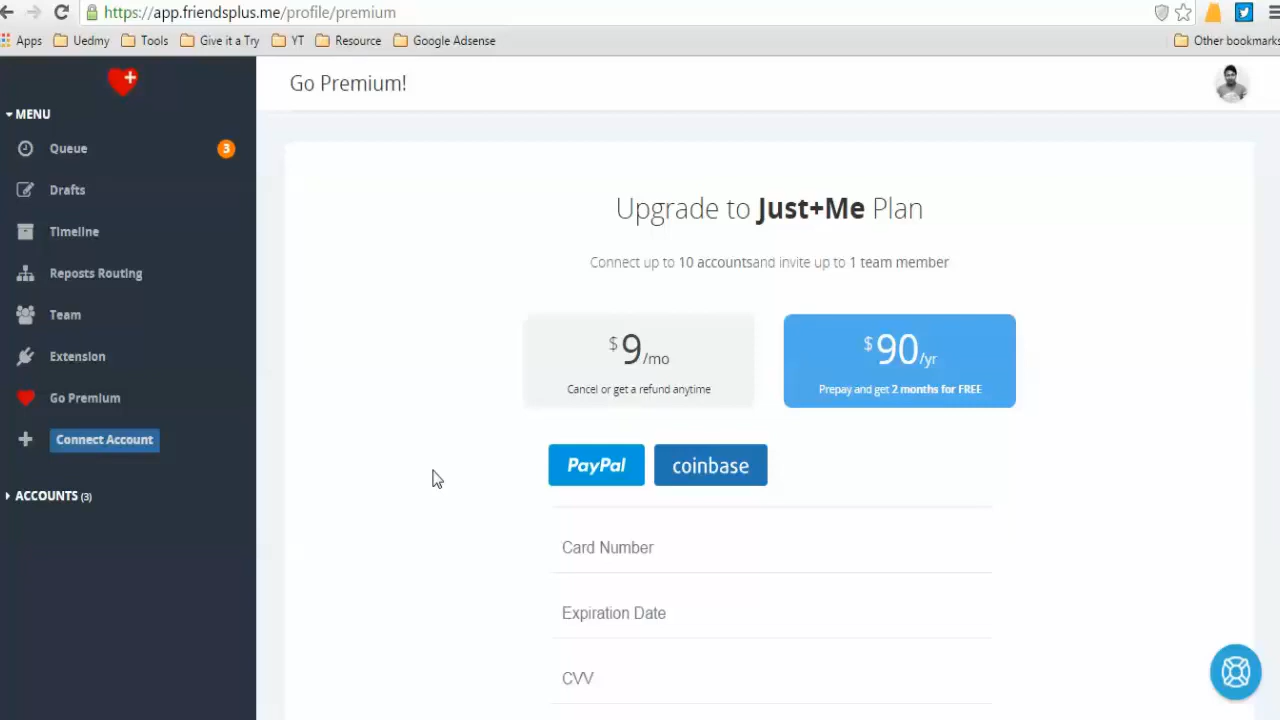 https://app.friendsplus.me/profile/premium
Apps Uedmy Tools Give it a Try YT Resource Google Adsense Other bookmarks
Go Premium!
MENU
Queue 3
Drafts
Timeline
Reposts Routing
Team
Extension
Go Premium
Connect Account
ACCOUNTS (3)
Upgrade to Just+Me Plan
Connect up to 10 accountsand invite up to 1 team member
$ 9 /mo
Cancel or get a refund anytime
$ 90 /yr
Prepay and get 2 months for FREE
PayPal coinbase
Card Number
Expiration Date
CVV